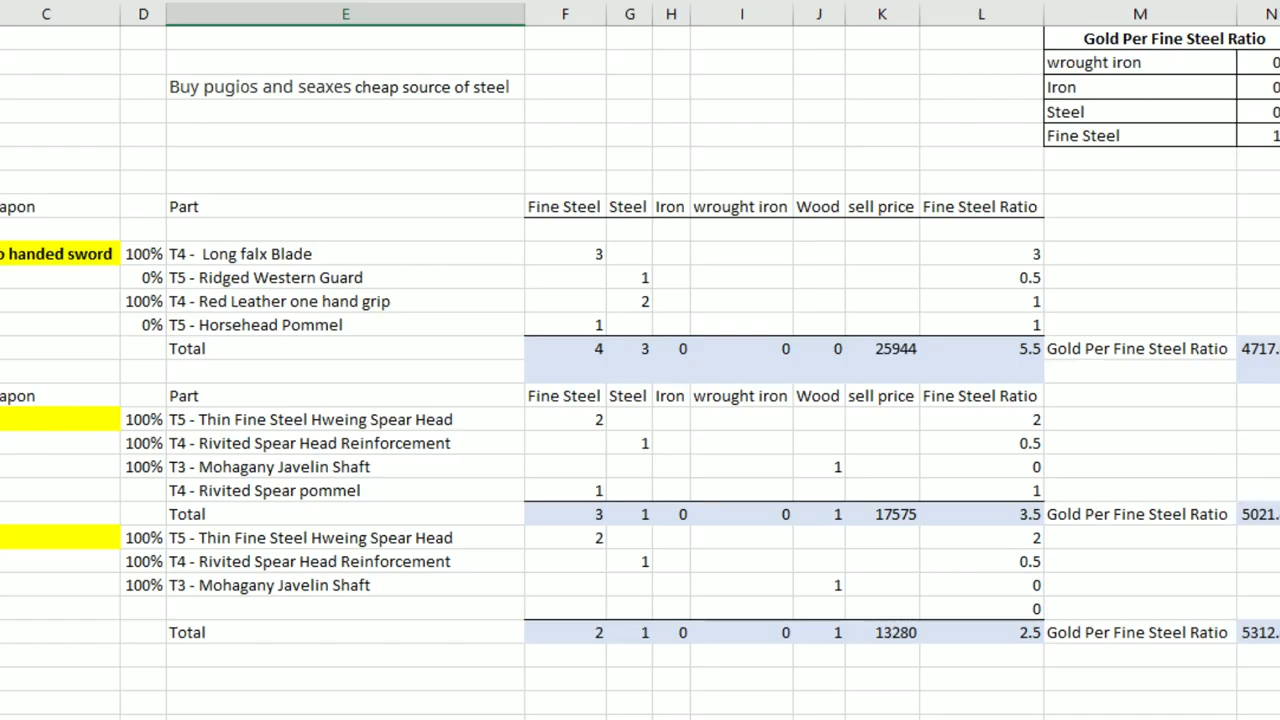 C D E F G H I J K L M N
Gold Per Fine Steel Ratio
wrought iron 0
Buy pugios and seaxes cheap source of steel Iron 0
Steel 0
Fine Steel 1
apon Part Fine Steel Steel Iron wrought iron Wood sell price Fine Steel Ratio
o handed sword 100% T4 - Long falx Blade 3 3
0% T5 - Ridged Western Guard 1 0.5
100% T4 - Red Leather one hand grip 2 1
0% T5 - Horsehead Pommel 1 1
Total 4 3 0 0 0 25944 5.5 Gold Per Fine Steel Ratio 4717.
apon Part Fine Steel Steel Iron wrought iron Wood sell price Fine Steel Ratio
100% T5 - Thin Fine Steel Hweing Spear Head 2 2
100% T4 - Rivited Spear Head Reinforcement 1 0.5
100% T3 - Mohagany Javelin Shaft 1 0
T4 - Rivited Spear pommel 1 1
Total 3 1 0 0 1 17575 3.5 Gold Per Fine Steel Ratio 5021.
100% T5 - Thin Fine Steel Hweing Spear Head 2 2
100% T4 - Rivited Spear Head Reinforcement 1 0.5
100% T3 - Mohagany Javelin Shaft 1 0
0
Total 2 1 0 0 1 13280 2.5 Gold Per Fine Steel Ratio 5312.